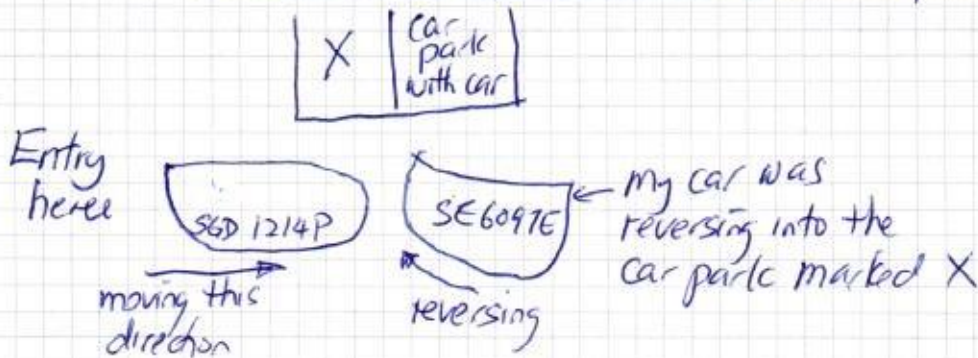 X
car
park
with car
Entry
here
SGD 1214P
moving this
direction
SE6097E
reversing
my car was
reversing into the
car park marked X